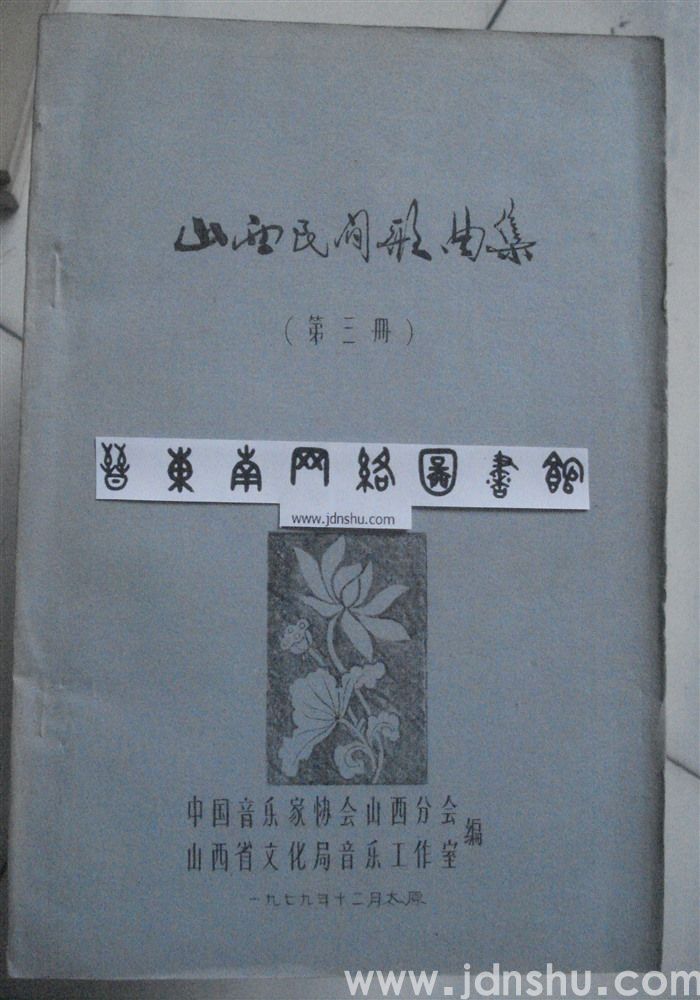 山西民间歌曲集
（第三册）
晉東南网絡圖書館
www.jdnshu.com
中国音乐家协会山西分会
山西省文化局音乐工作室
编
一九七九年十二月太原
www.jdnshu.com